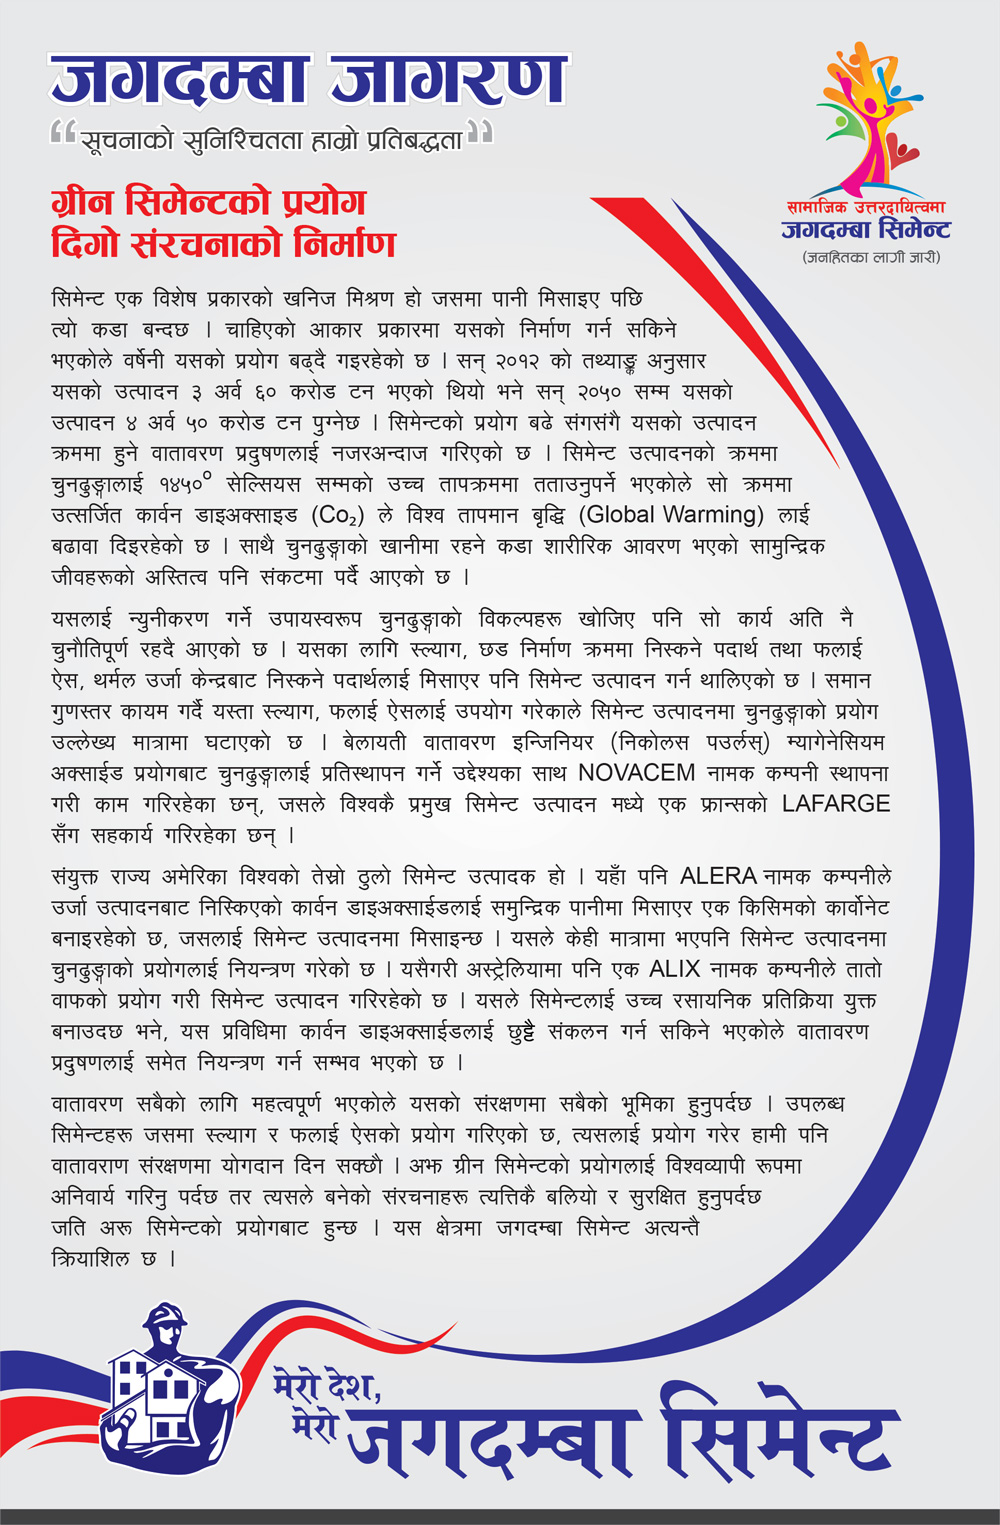 जगदम्बा जागरण
“सूचनाको सुनिश्चितता हाम्रो प्रतिबद्धता”
ग्रीन सिमेन्टको प्रयोग
दिगो संरचनाको निर्माण
सामाजिक उत्तरदायित्वमा
जगदम्बा सिमेन्ट
(जनहितका लागी जारी)
सिमेन्ट एक विशेष प्रकारको खनिज मिश्रण हो जसमा पानी मिसाइए पछि
त्यो कडा बन्दछ । चाहिएको आकार प्रकारमा यसको निर्माण गर्न सकिने
भएकोले वर्षेनी यसको प्रयोग बढ्दै गइरहेको छ । सन् २०१२ को तथ्याङ्क अनुसार
यसको उत्पादन ३ अर्व ६० करोड टन भएको थियो भने सन् २०५० सम्म यसको
उत्पादन ४ अर्व ५० करोड टन पुग्नेछ । सिमेन्टको प्रयोग बढे संगसंगै यसको उत्पादन
क्रममा हुने वातावरण प्रदुषणलाई नजरअन्दाज गरिएको छ । सिमेन्ट उत्पादनको क्रममा
चुनढुङ्गालाई १४५०° सेल्सियस सम्मको उच्च तापक्रममा तताउनुपर्ने भएकोले सो क्रममा
उत्सर्जित कार्वन डाइअक्साइड (Co₂) ले विश्व तापमान बृद्धि (Global Warming) लाई
बढावा दिइरहेको छ । साथै चुनढुङ्गाको खानीमा रहने कडा शारीरिक आवरण भएको सामुन्द्रिक
जीवहरूको अस्तित्व पनि संकटमा पर्दै आएको छ ।
यसलाई न्युनीकरण गर्ने उपायस्वरूप चुनढुङ्गाको विकल्पहरू खोजिए पनि सो कार्य अति नै
चुनौतिपूर्ण रहदै आएको छ । यसका लागि स्ल्याग, छड निर्माण क्रममा निस्कने पदार्थ तथा फलाई
ऐस, थर्मल उर्जा केन्द्रबाट निस्कने पदार्थलाई मिसाएर पनि सिमेन्ट उत्पादन गर्न थालिएको छ । समान
गुणस्तर कायम गर्दै यस्ता स्ल्याग, फलाई ऐसलाई उपयोग गरेकाले सिमेन्ट उत्पादनमा चुनढुङ्गाको प्रयोग
उल्लेख्य मात्रामा घटाएको छ । बेलायती वातावरण इन्जिनियर (निकोलस पउर्लस्) म्यागेनेसियम
अक्साईड प्रयोगबाट चुनढुङ्गालाई प्रतिस्थापन गर्ने उद्देश्यका साथ NOVACEM नामक कम्पनी स्थापना
गरी काम गरिरहेका छन्, जसले विश्वकै प्रमुख सिमेन्ट उत्पादन मध्ये एक फ्रान्सको LAFARGE
सँग सहकार्य गरिरहेका छन् ।
संयुक्त राज्य अमेरिका विश्वको तेस्रो ठुलो सिमेन्ट उत्पादक हो । यहाँ पनि ALERA नामक कम्पनीले
उर्जा उत्पादनबाट निस्किएको कार्वन डाइअक्साईडलाई समुन्द्रिक पानीमा मिसाएर एक किसिमको कार्वोनेट
बनाइरहेको छ, जसलाई सिमेन्ट उत्पादनमा मिसाइन्छ । यसले केही मात्रामा भएपनि सिमेन्ट उत्पादनमा
चुनढुङ्गाको प्रयोगलाई नियन्त्रण गरेको छ । यसैगरी अस्ट्रेलियामा पनि एक ALIX नामक कम्पनीले तातो
वाफको प्रयोग गरी सिमेन्ट उत्पादन गरिरहेको छ । यसले सिमेन्टलाई उच्च रसायनिक प्रतिक्रिया युक्त
बनाउदछ भने, यस प्रविधिमा कार्वन डाइअक्साईडलाई छुट्टै संकलन गर्न सकिने भएकोले वातावरण
प्रदुषणलाई समेत नियन्त्रण गर्न सम्भव भएको छ ।
वातावरण सबैको लागि महत्वपूर्ण भएकोले यसको संरक्षणमा सबैको भूमिका हुनुपर्दछ । उपलब्ध
सिमेन्टहरू जसमा स्ल्याग र फलाई ऐसको प्रयोग गरिएको छ, त्यसलाई प्रयोग गरेर हामी पनि
वातावराण संरक्षणमा योगदान दिन सक्छौ । अझ ग्रीन सिमेन्टको प्रयोगलाई विश्वव्यापी रूपमा
अनिवार्य गरिनु पर्दछ तर त्यसले बनेको संरचनाहरू त्यत्तिकै बलियो र सुरक्षित हुनुपर्दछ
जति अरू सिमेन्टको प्रयोगबाट हुन्छ । यस क्षेत्रमा जगदम्बा सिमेन्ट अत्यन्तै
क्रियाशिल छ ।
मेरो देश,
मेरो जगदम्बा सिमेन्ट